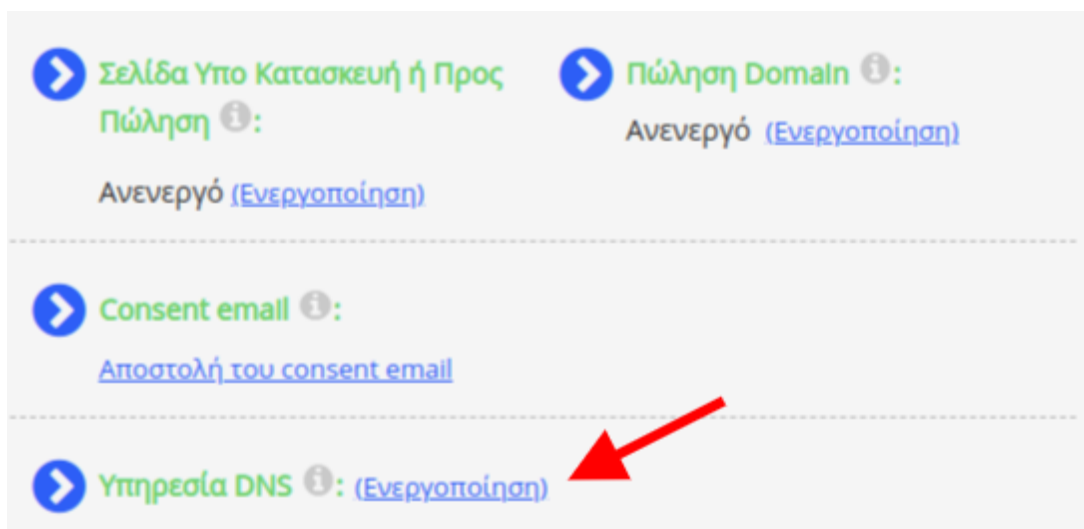 Σελίδα Υπο Κατασκευή ή Προς
Πώληση :
Ανενεργό (Ενεργοποίηση)
Πώληση Domain :
Ανενεργό (Ενεργοποίηση)
Consent email :
Αποστολή του consent email
Υπηρεσία DNS : (Ενεργοποίηση)